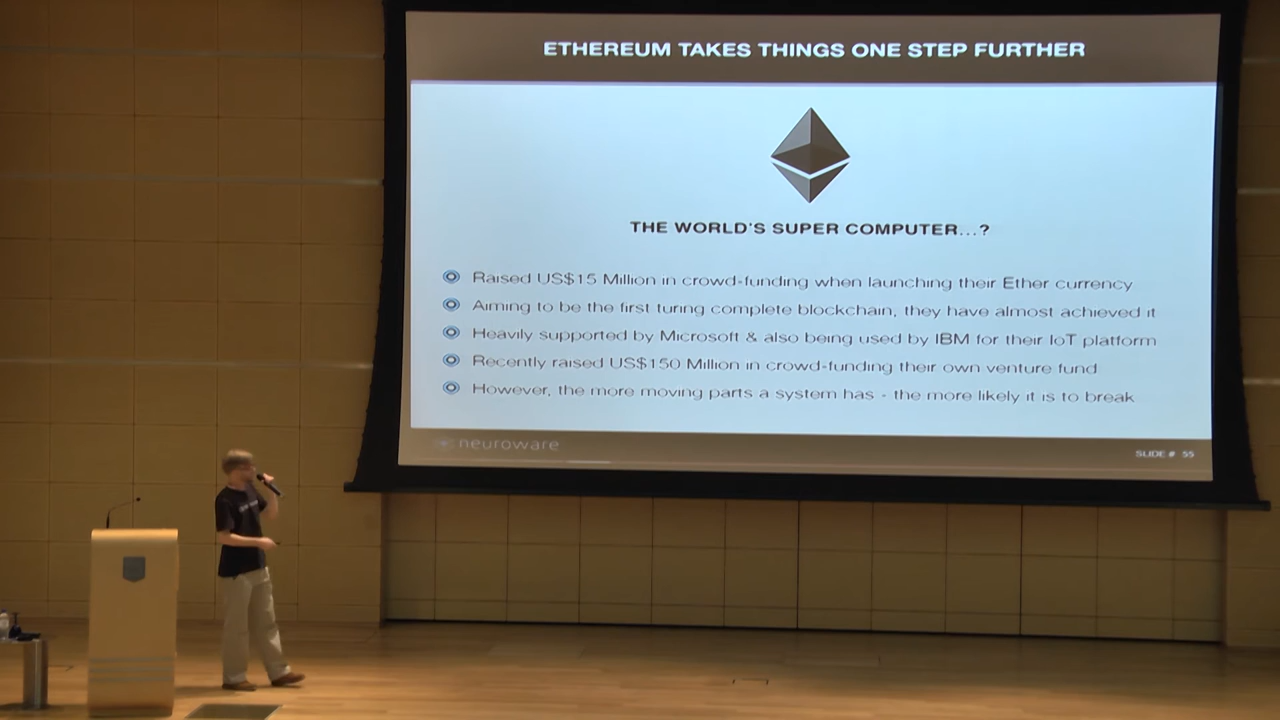 ETHEREUM TAKES THINGS ONE STEP FURTHER
THE WORLD'S SUPER COMPUTER...?
Raised US$15 Million in crowd-funding when launching their Ether currency
Aiming to be the first turing complete blockchain, they have almost achieved it
Heavily supported by Microsoft & also being used by IBM for their IoT platform
Recently raised US$150 Million in crowd-funding their own venture fund
However, the more moving parts a system has - the more likely it is to break
neuroware
SLIDE # 55